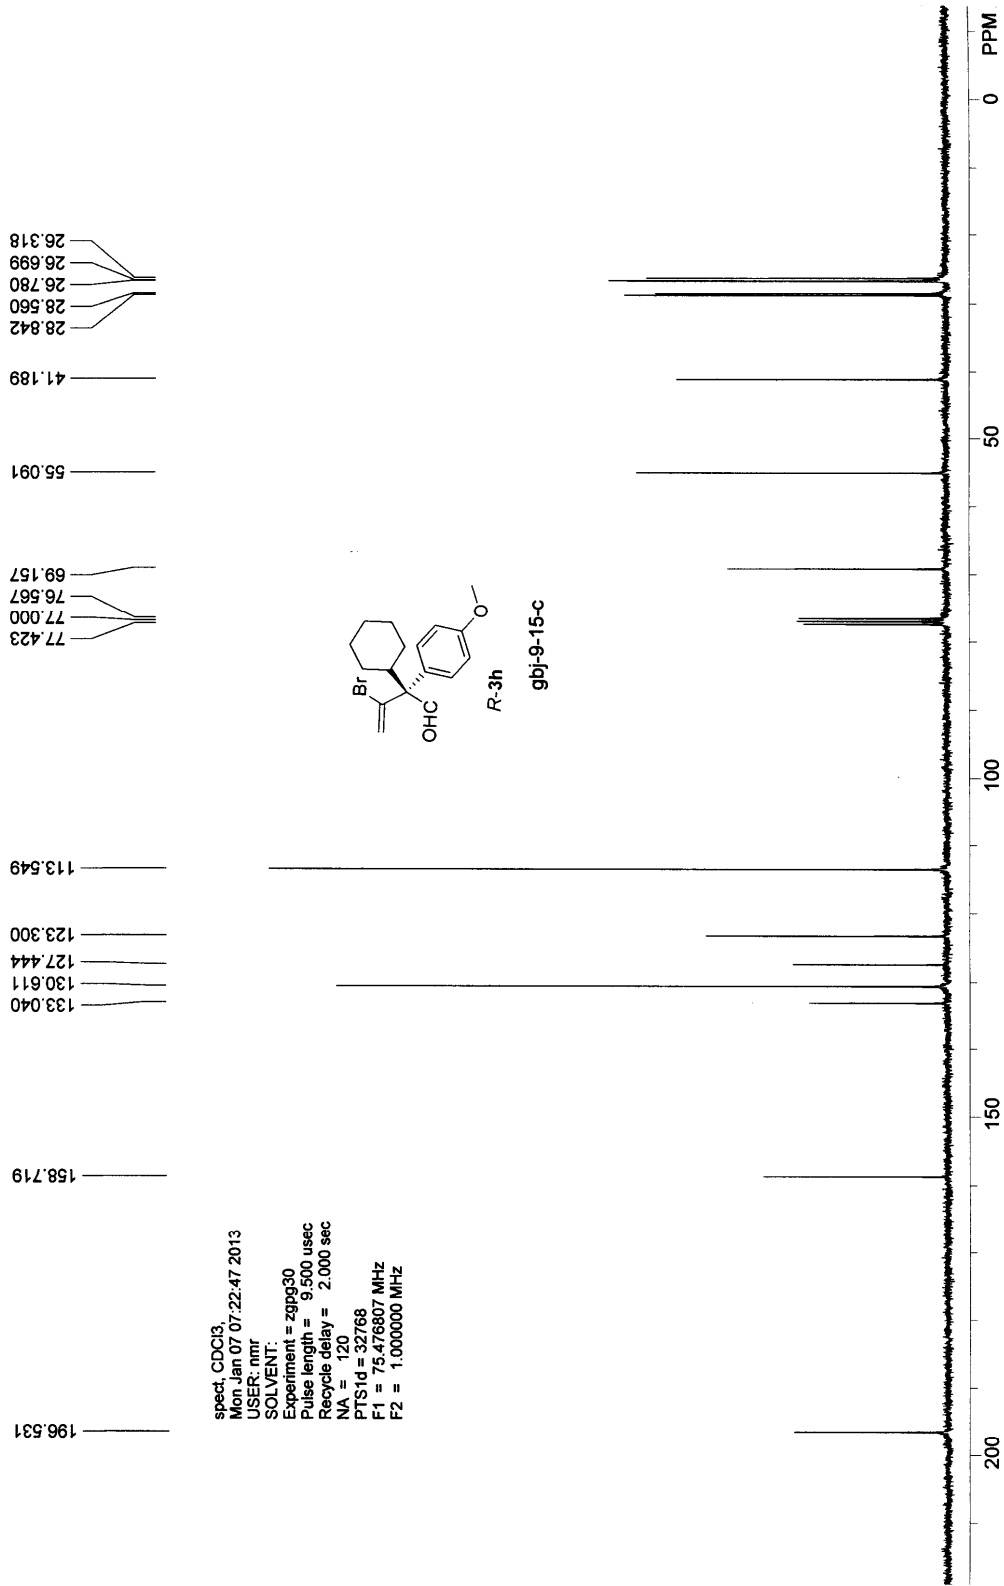 196.531
158.719
133.040
130.611
127.444
123.300
113.549
77.423
77.000
76.567
69.157
55.091
41.189
28.842
28.560
26.780
26.699
26.318
spect, CDCl3,
Mon Jan 07 07:22:47 2013
USER: nmr
SOLVENT:
Experiment = zgpg30
Pulse length = 9.500 usec
Recycle delay = 2.000 sec
NA = 120
PTS1d = 32768
F1 = 75.476807 MHz
F2 = 1.000000 MHz
Br
OHC
O
R-3h
gbj-9-15-c
200
150
100
50
0
PPM